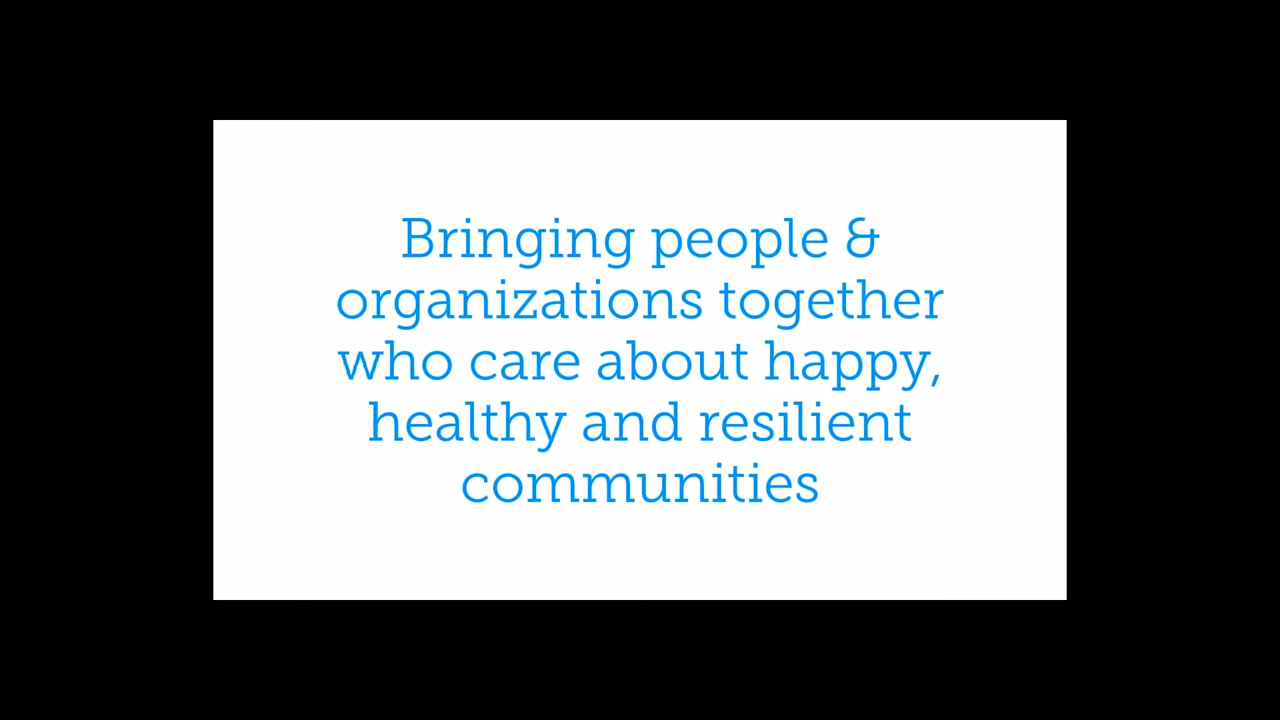 Bringing people &
organizations together
who care about happy,
healthy and resilient
communities